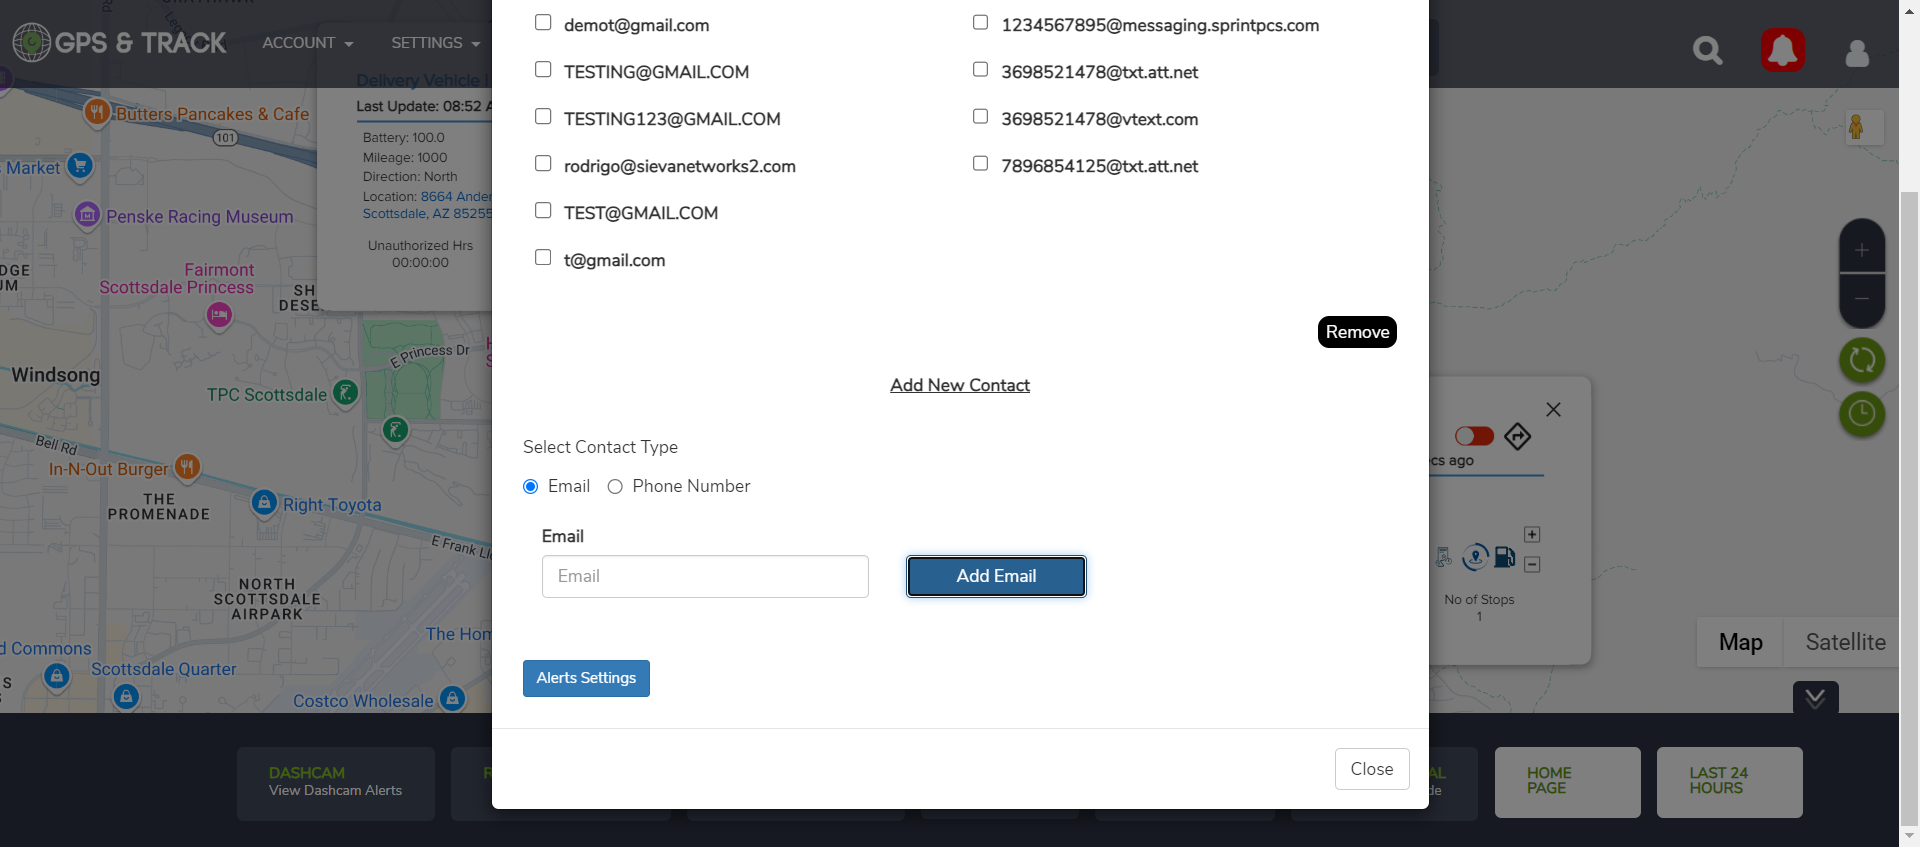 GPS & TRACK
ACCOUNT
SETTINGS
Delivery Vehicle
Last Update: 08:52 A
Battery: 100.0
Mileage: 1000
Direction: North
Location: 8664 Ander
Scottsdale, AZ 85255
Unauthorized Hrs
00:00:00
Butters Pancakes & Cafe
101
s Market
Penske Racing Museum
DGE
UM
Fairmont
Scottsdale Princess
SH
DESE
E Princess Dr
H
S
Windsong
TPC Scottsdale
Bell Rd
In-N-Out Burger
THE
PROMENADE
Right Toyota
E Frank Ll
NORTH
SCOTTSDALE
AIRPARK
The Hom
d Commons
Scottsdale Quarter
S
Costco Wholesale
demot@gmail.com
TESTING@GMAIL.COM
TESTING123@GMAIL.COM
rodrigo@sievanetworks2.com
TEST@GMAIL.COM
t@gmail.com
1234567895@messaging.sprintpcs.com
3698521478@txt.att.net
3698521478@vtext.com
7896854125@txt.att.net
Remove
Add New Contact
Select Contact Type
Email
Phone Number
Email
Email
Add Email
Alerts Settings
Close
ecs ago
No of Stops
1
Map
Satellite
DASHCAM
View Dashcam Alerts
R
AL
de
HOME
PAGE
LAST 24
HOURS